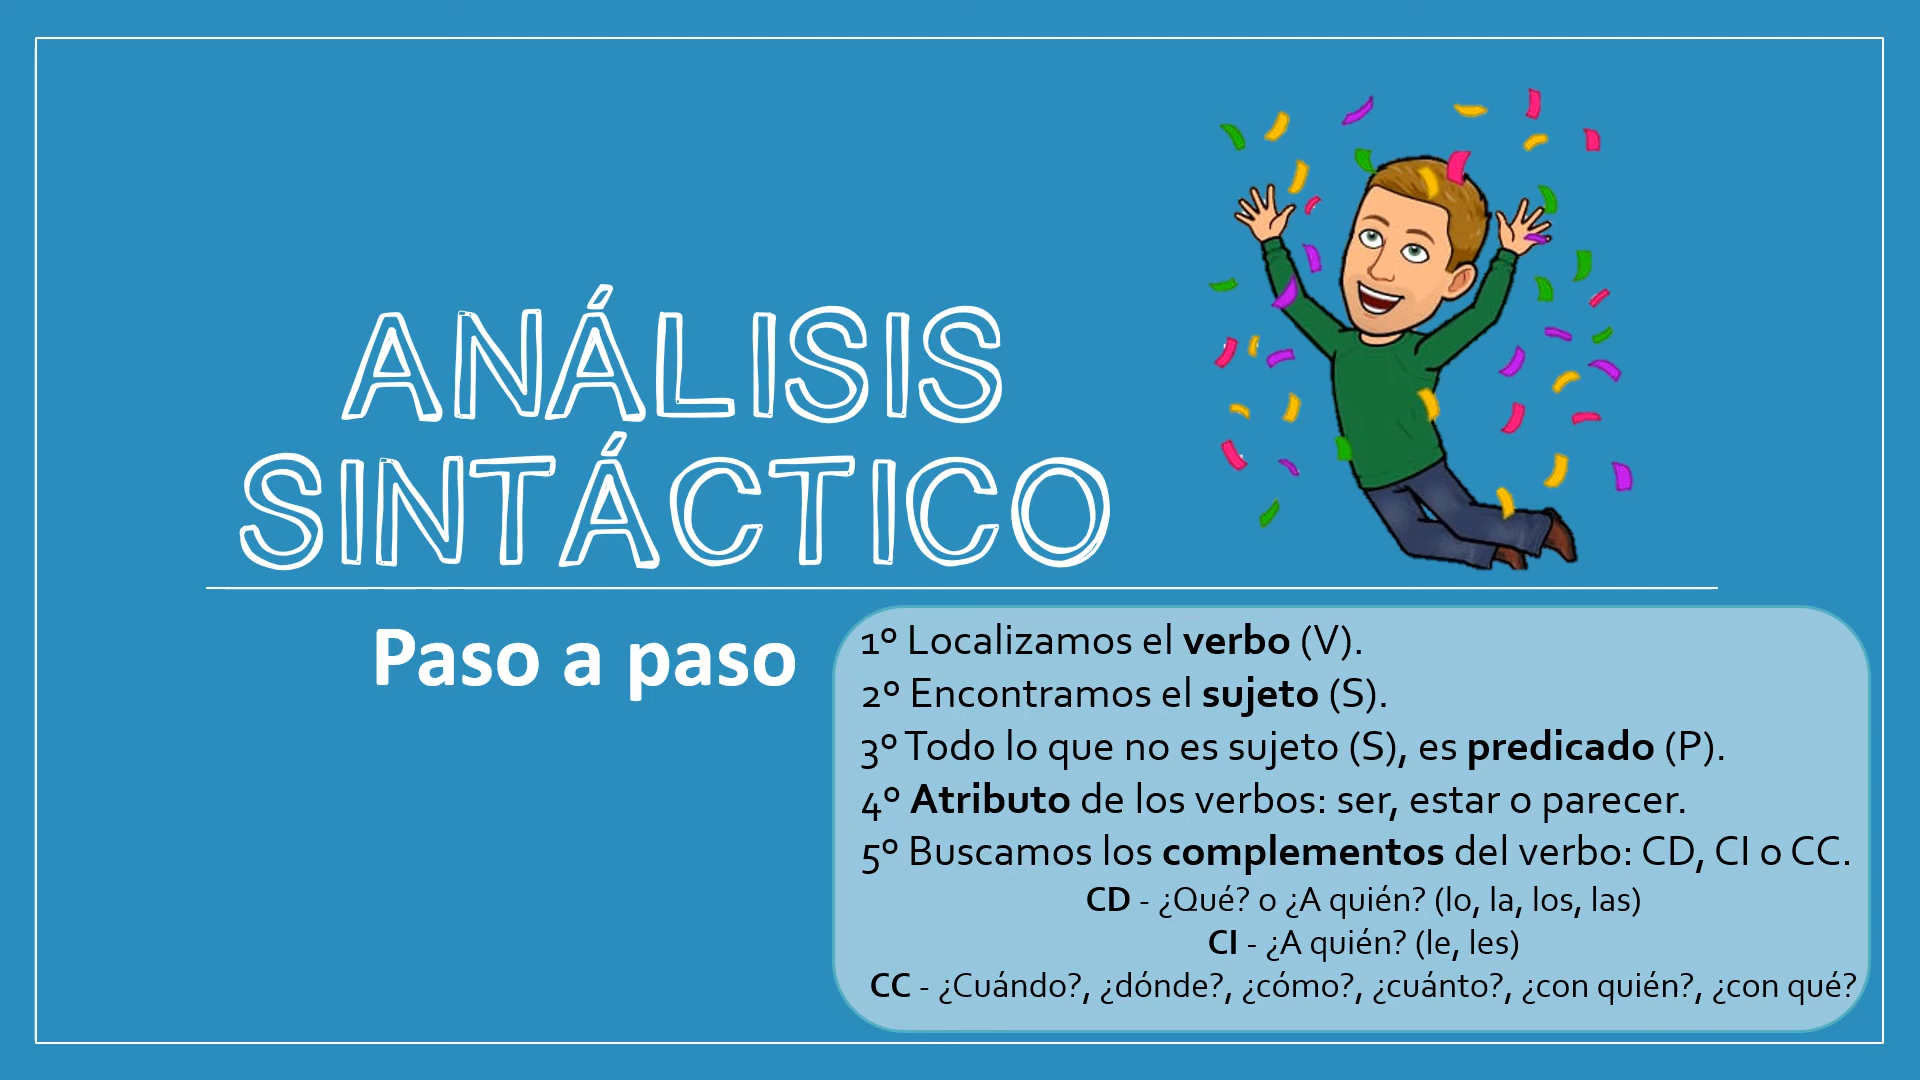 ANÁLISIS
SINTÁCTICO
Paso a paso
1º Localizamos el verbo (V).
2º Encontramos el sujeto (S).
3º Todo lo que no es sujeto (S), es predicado (P).
4º Atributo de los verbos: ser, estar o parecer.
5º Buscamos los complementos del verbo: CD, CI o CC.
CD - ¿Qué? o ¿A quién? (lo, la, los, las)
CI - ¿A quién? (le, les)
CC - ¿Cuándo?, ¿dónde?, ¿cómo?, ¿cuánto?, ¿con quién?, ¿con qué?